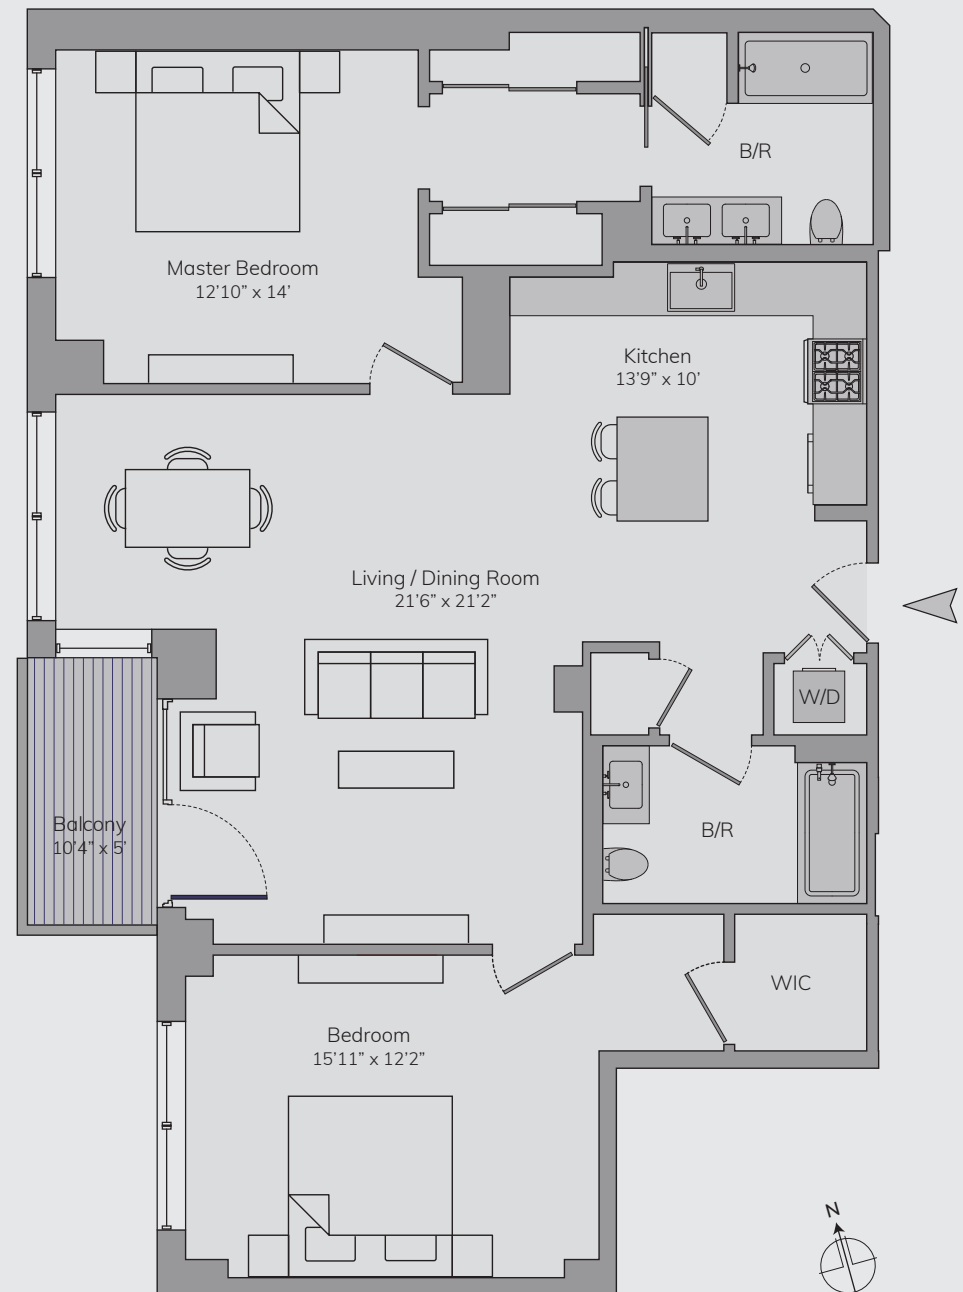 B/R
Master Bedroom
12’10” x 14’
Kitchen
13’9” x 10’
Living / Dining Room
21’6” x 21’2”
W/D
Balcony
10’4” x 5’
B/R
WIC
Bedroom
15’11” x 12’2”
N